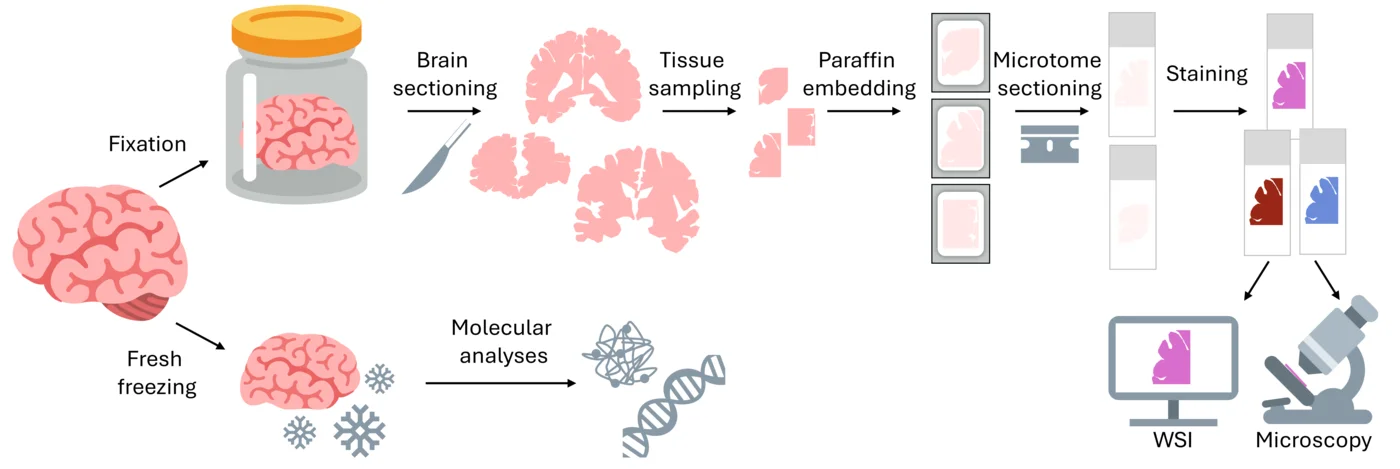 Fixation
Brain
sectioning
Tissue
sampling
Paraffin
embedding
Microtome
sectioning
Staining
Fresh
freezing
Molecular
analyses
WSI
Microscopy